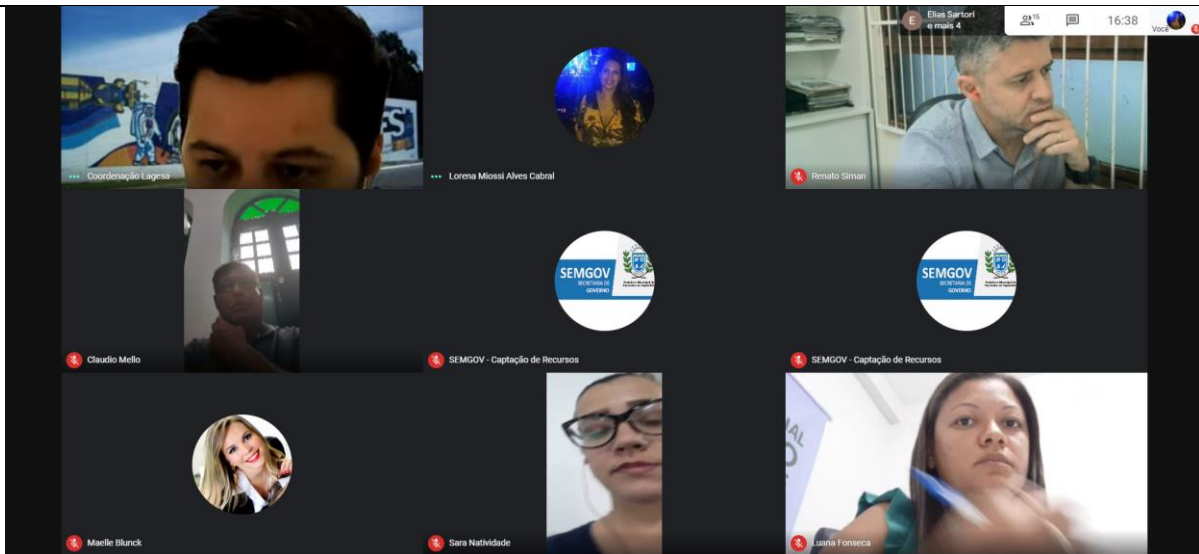 Elias Sartori
e mais 4
E
15
16:38
Você
ES
Coordenação Lagesa
Lorena Miossi Alves Cabral
Renato Siman
SEMGOV
SECRETARIA DE
GOVERNO
SEMGOV
SECRETARIA DE
GOVERNO
Claudio Mello
SEMGOV - Captação de Recursos
SEMGOV - Captação de Recursos
NAL
O
Maelle Blunck
Sara Natividade
Luana Fonseca